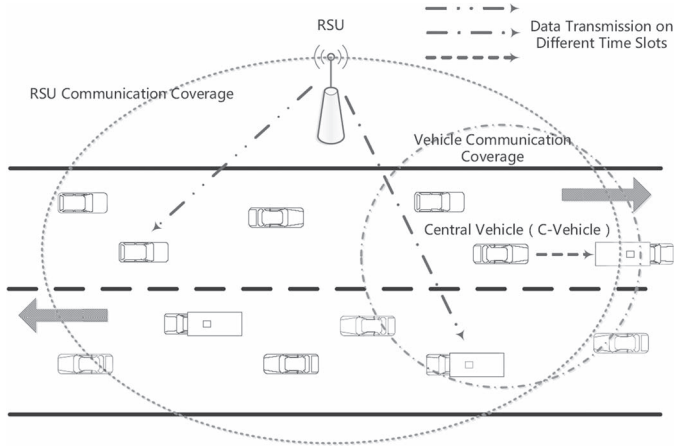 RSU
Data Transmission on
Different Time Slots
RSU Communication Coverage
Vehicle Communication
Coverage
Central Vehicle ( C-Vehicle )